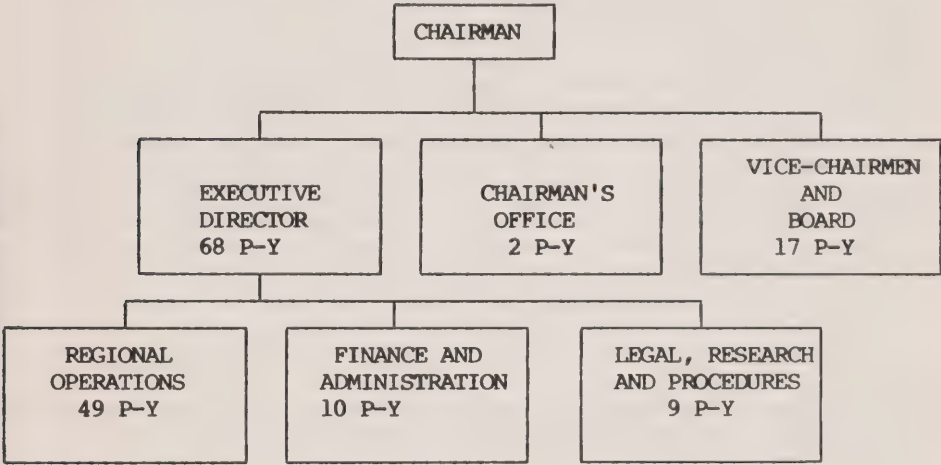 CHAIRMAN
EXECUTIVE
DIRECTOR
68 P-Y
CHAIRMAN'S
OFFICE
2 P-Y
VICE-CHAIRMEN
AND
BOARD
17 P-Y
REGIONAL
OPERATIONS
49 P-Y
FINANCE AND
ADMINISTRATION
10 P-Y
LEGAL, RESEARCH
AND PROCEDURES
9 P-Y